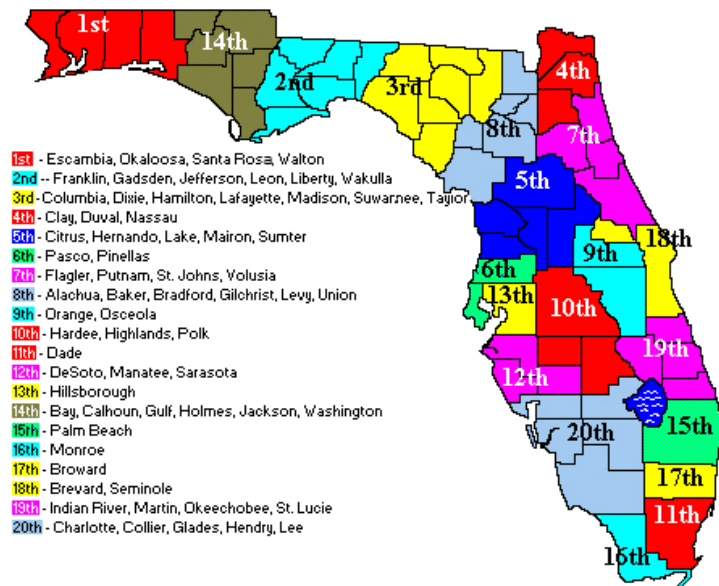 1st
14th
2nd
3rd
4th
8th
7th
5th
18th
9th
6th
13th
10th
19th
12th
20th
15th
17th
11th
16th
1st - Escambia, Okaloosa, Santa Rosa, Walton
2nd -- Franklin, Gadsden, Jefferson, Leon, Liberty, Wakulla
3rd - Columbia, Dixie, Hamilton, Lafayette, Madison, Suwarnee, Taylor
4th - Clay, Duval, Nassau
5th - Citrus, Hernando, Lake, Mairon, Sumter
6th - Pasco, Pinellas
7th - Flagler, Putnam, St. Johns, Volusia
8th - Alachua, Baker, Bradford, Gilchrist, Levy, Union
9th - Orange, Osceola
10th - Hardee, Highlands, Polk
11th - Dade
12th - DeSoto, Manatee, Sarasota
13th - Hillsborough
14th - Bay, Calhoun, Gulf, Holmes, Jackson, Washington
15th - Palm Beach
16th - Monroe
17th - Broward
18th - Brevard, Seminole
19th - Indian River, Martin, Okeechobee, St. Lucie
20th - Charlotte, Collier, Glades, Hendry, Lee